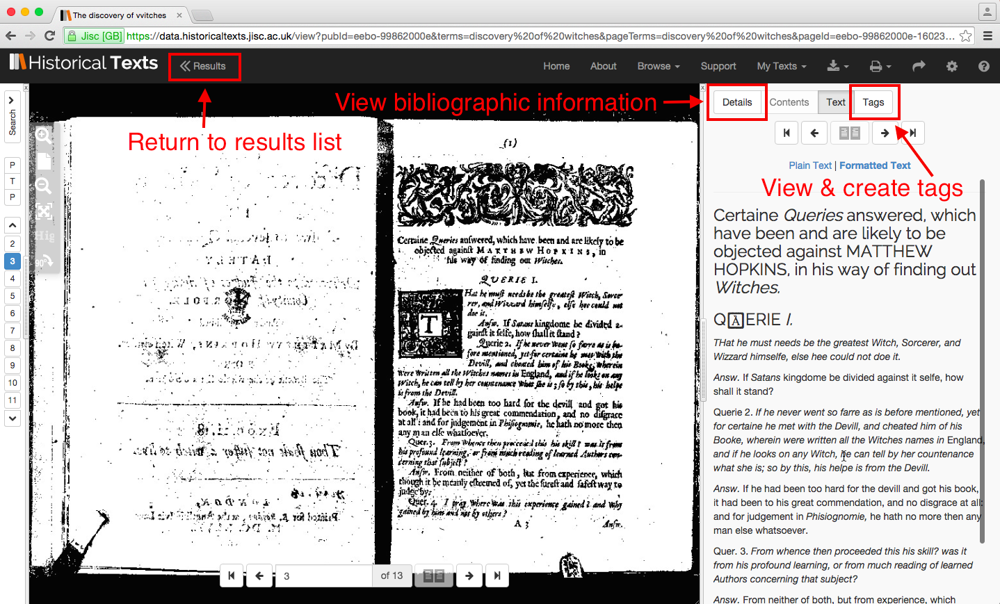 The discovery of vvitches
Jisc [GB]
https://data.historicaltexts.jisc.ac.uk/view?pubId=eebo-99862000e&terms=discovery%20of%20witches&pageTerms=discovery%20of%20witches&pageId=eebo-99862000e-16023...
Historical Texts
Results
Home
About
Browse
Support
My Texts
View bibliographic information
Return to results list
View & create tags
Search
P
T
P
2
3
4
5
6
7
8
9
10
11
Hig
90°
(1)
Certaine Queries anſwered, which have been and are likely to be
objected againſt MATTHEW HOPKINS, in
his way of finding out Witches.
QUERIE I.
THat he muſt needs be the greateſt Witch, Sorce-
rer, and Wizzard himſelfe, elſe hee could not
doe it.
Anſw. If Satans kingdome be divided a-
gainſt it ſelfe, how ſhall it ſtand?
Querie 2. If he never went ſo farre as is be-
fore mentioned, yet for certaine he met with the
Devill, and cheated him of his Booke, wherein
were written all the Witches names in England, and if he looks on any
Witch, he can tell by her countenance what ſhe is; ſo by this, his helpe
is from the Devill.
Anſw. If he had been too hard for the devill and got his
book, it had been to his great commendation, and no diſgrace
at all: and for judgement in Phiſiognomie, he hath no more then
any man elſe whatſoever.
Quer. 3. From whence then proceeded this his skill? was it from
his profound learning, or from much reading of learned Authors con-
cerning that ſubject?
Anſw. From neither of both, but from experience, which
though it be meanly eſteemed of, yet the ſureſt and ſafeſt way to
judge by.
Quer. 4. I pray where was this experience gained? and why
gained by him and not by others?
A 3
Anſw.
3
of 13
Details
Contents
Text
Tags
Plain Text | Formatted Text
Certaine Queries answered, which
have been and are likely to be
objected against MATTHEW
HOPKINS, in his way of finding out
Witches.
QAERIE I.
THat he must needs be the greatest Witch, Sorcerer, and
Wizzard himselfe, else hee could not doe it.
Answ. If Satans kingdome be divided against it selfe, how
shall it stand?
Querie 2. If he never went so farre as is before mentioned, yet
for certaine he met with the Devill, and cheated him of his
Booke, wherein were written all the Witches names in England,
and if he looks on any Witch, he can tell by her countenance
what she is; so by this, his helpe is from the Devill.
Answ. If he had been too hard for the devill and got his book,
it had been to his great commendation, and no disgrace at all:
and for judgement in Phisiognomie, he hath no more then any
man else whatsoever.
Quer. 3. From whence then proceeded this his skill? was it
from his profound learning, or from much reading of learned
Authors concerning that subject?
Answ. From neither of both, but from experience, which